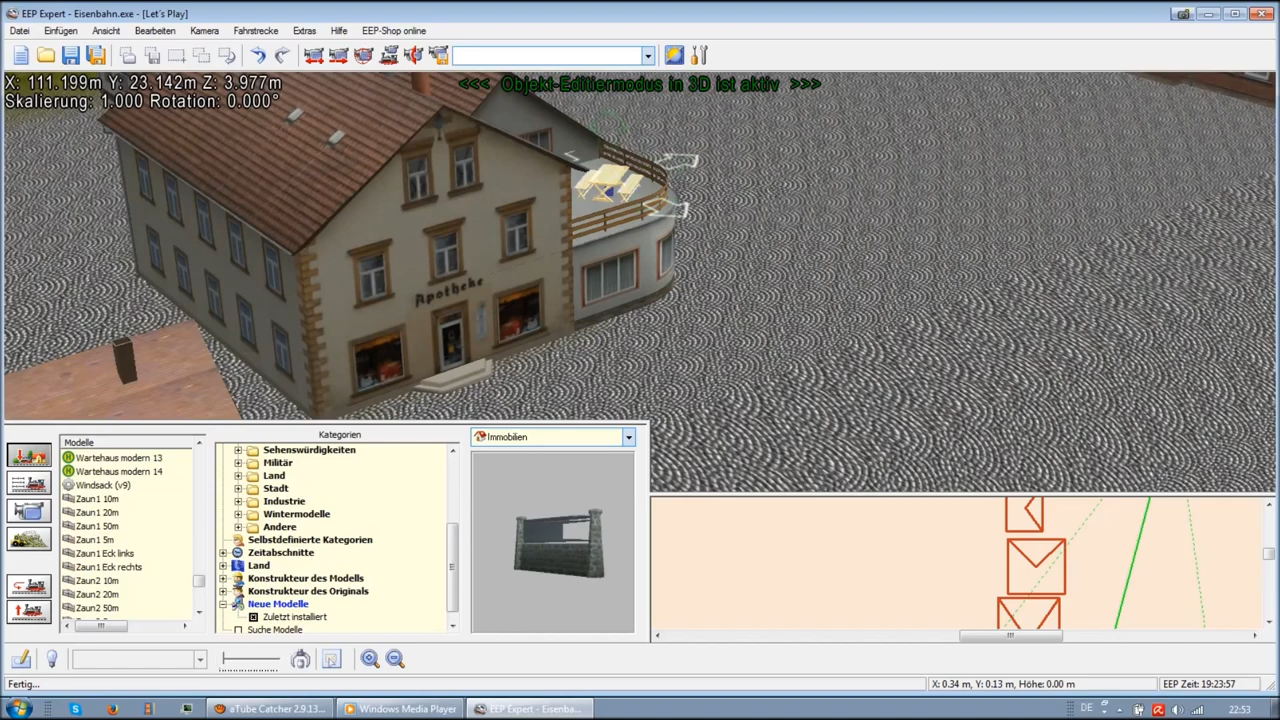 EEP Expert - Eisenbahn.exe - [Let´s Play]
Datei Einfügen Ansicht Bearbeiten Kamera Fahrstrecke Extras Hilfe EEP-Shop online
X: 111.199m Y: 23.142m Z: 3.977m
<<< Objekt-Editiermodus in 3D ist aktiv >>>
Skalierung: 1.000 Rotation: 0.000°
Apotheke
Modelle
Wartehaus modern 13
Wartehaus modern 14
Windsack (v9)
Zaun1 10m
Zaun1 20m
Zaun1 50m
Zaun1 5m
Zaun1 Eck links
Zaun1 Eck rechts
Zaun2 10m
Zaun2 20m
Zaun2 50m
Kategorien
Sehenswürdigkeiten
Militär
Land
Stadt
Industrie
Wintermodelle
Andere
Selbstdefinierte Kategorien
Zeitabschnitte
Land
Konstrukteur des Modells
Konstrukteur des Originals
Neue Modelle
Zuletzt installiert
Suche Modelle
Immobilien
Fertig...
X: 0.34 m, Y: 0.13 m, Höhe: 0.00 m
EEP Zeit: 19:23:57
aTube Catcher 2.9.13...
Windows Media Player
EEP Expert - Eisenba...
DE
22:53